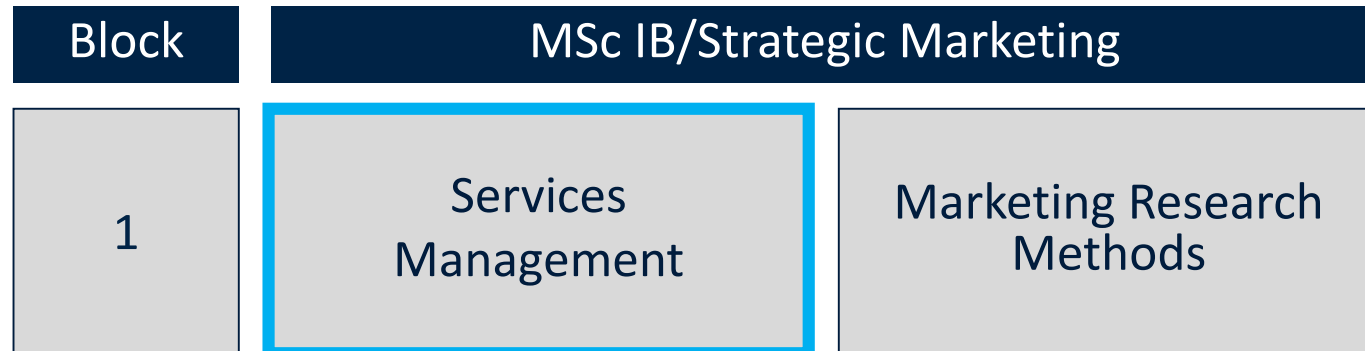 Block
MSc IB/Strategic Marketing
1
Services
Management
Marketing Research
Methods